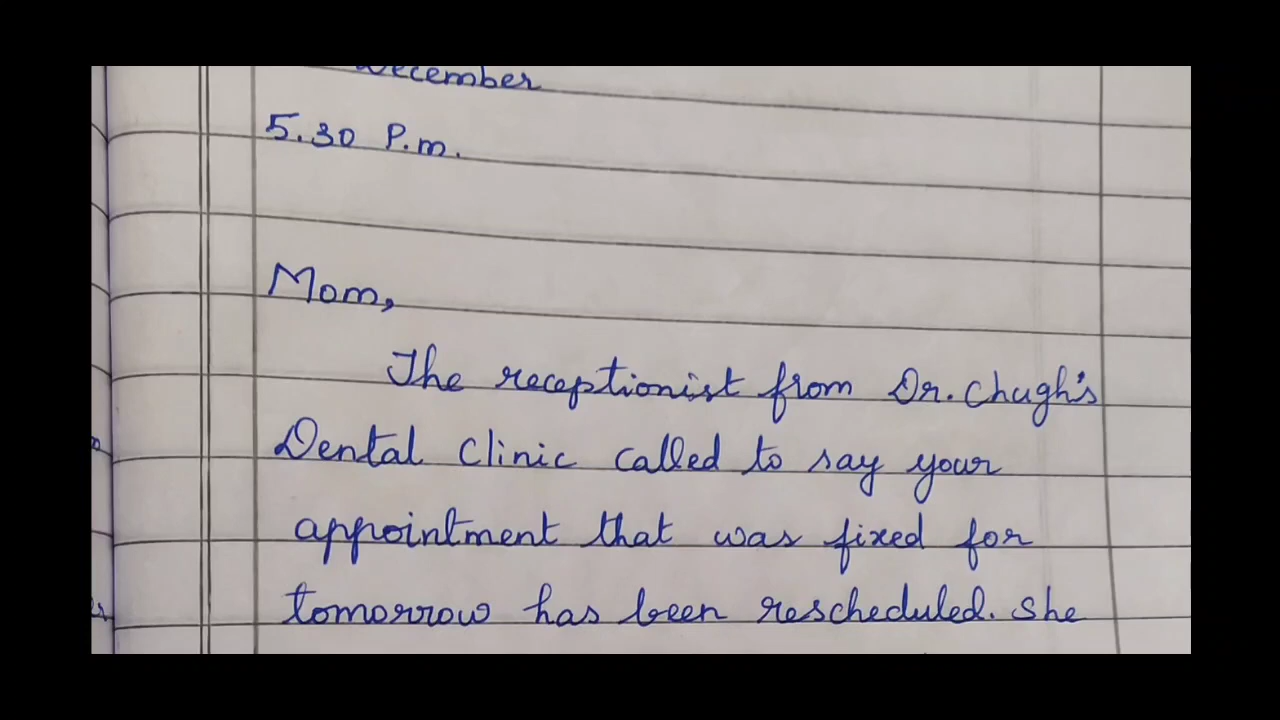 December
5.30 P.m.
Mom,
The receptionist from Dr. Chugh's
Dental Clinic called to say your
appointment that was fixed for
tomorrow has been rescheduled. She